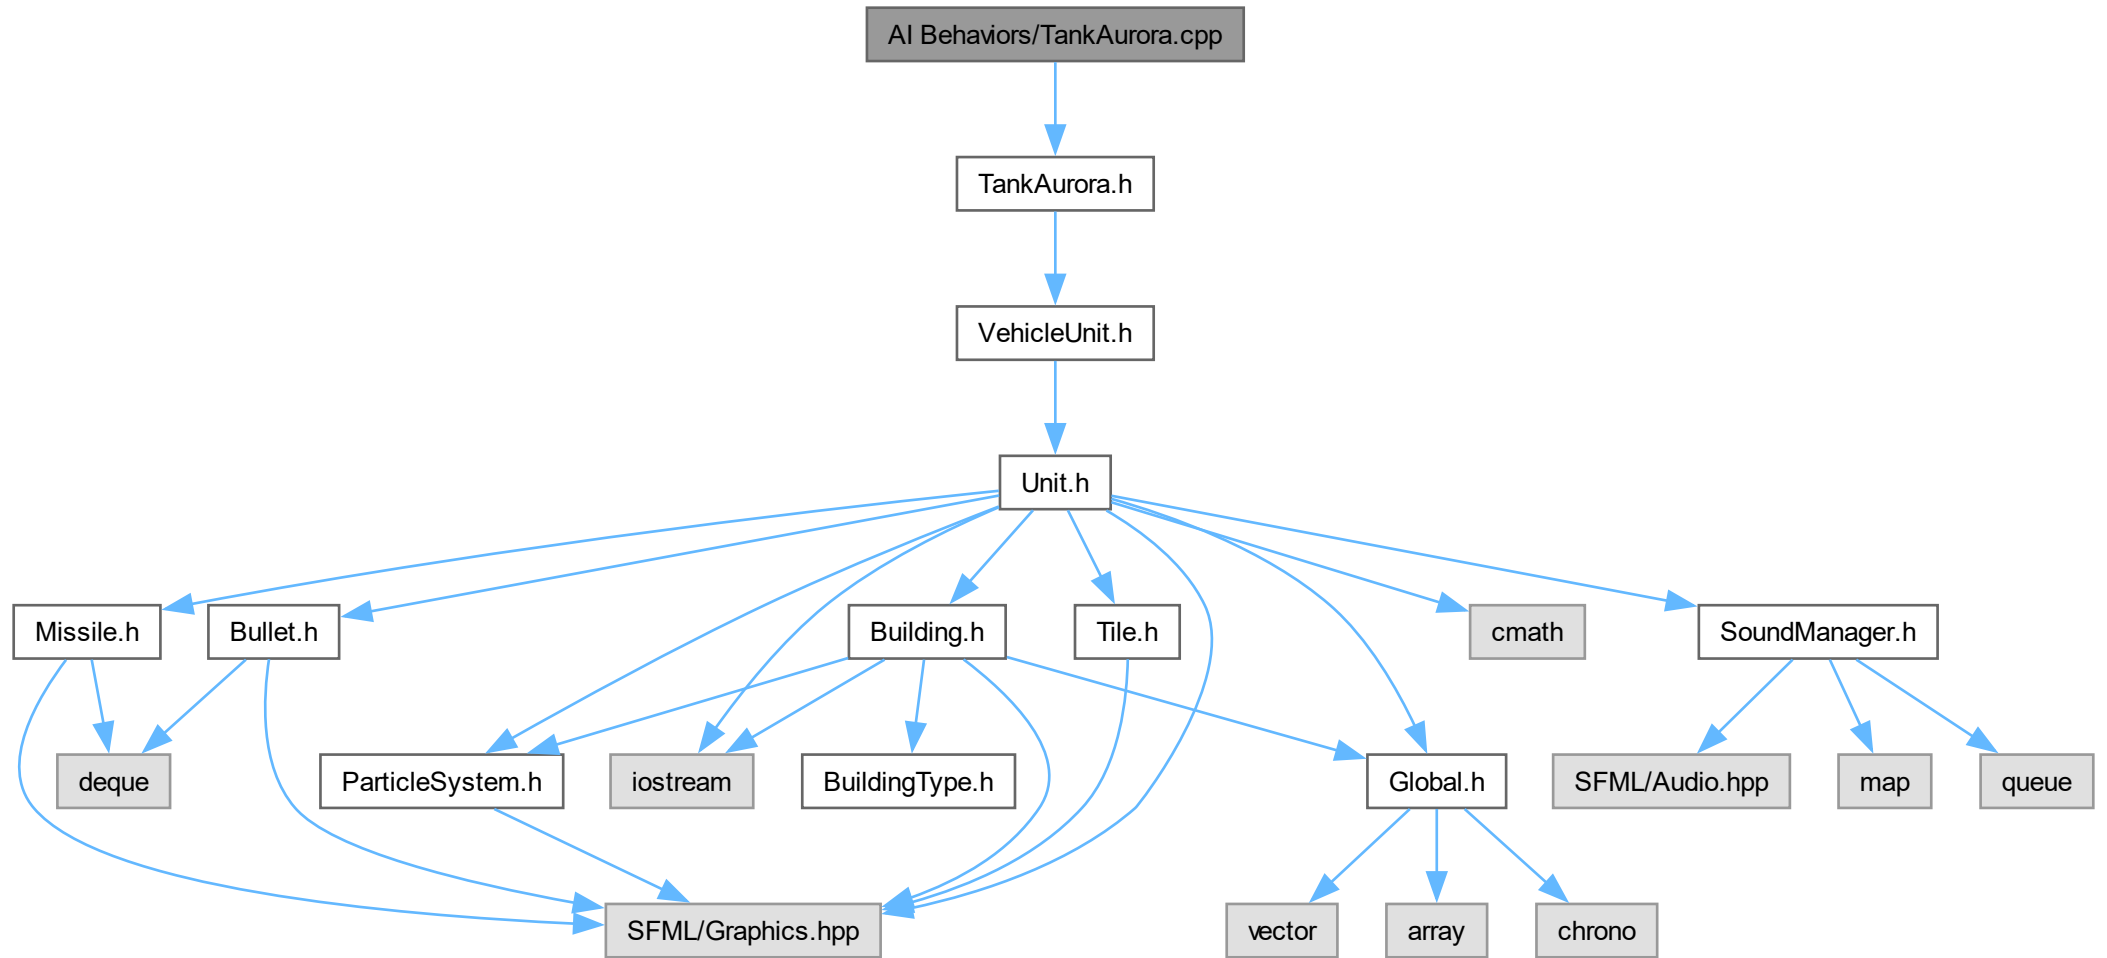 AI Behaviors/TankAurora.cpp
TankAurora.h
VehicleUnit.h
Unit.h
Missile.h
Bullet.h
Building.h
Tile.h
cmath
SoundManager.h
deque
ParticleSystem.h
iostream
BuildingType.h
Global.h
SFML/Audio.hpp
map
queue
SFML/Graphics.hpp
vector
array
chrono